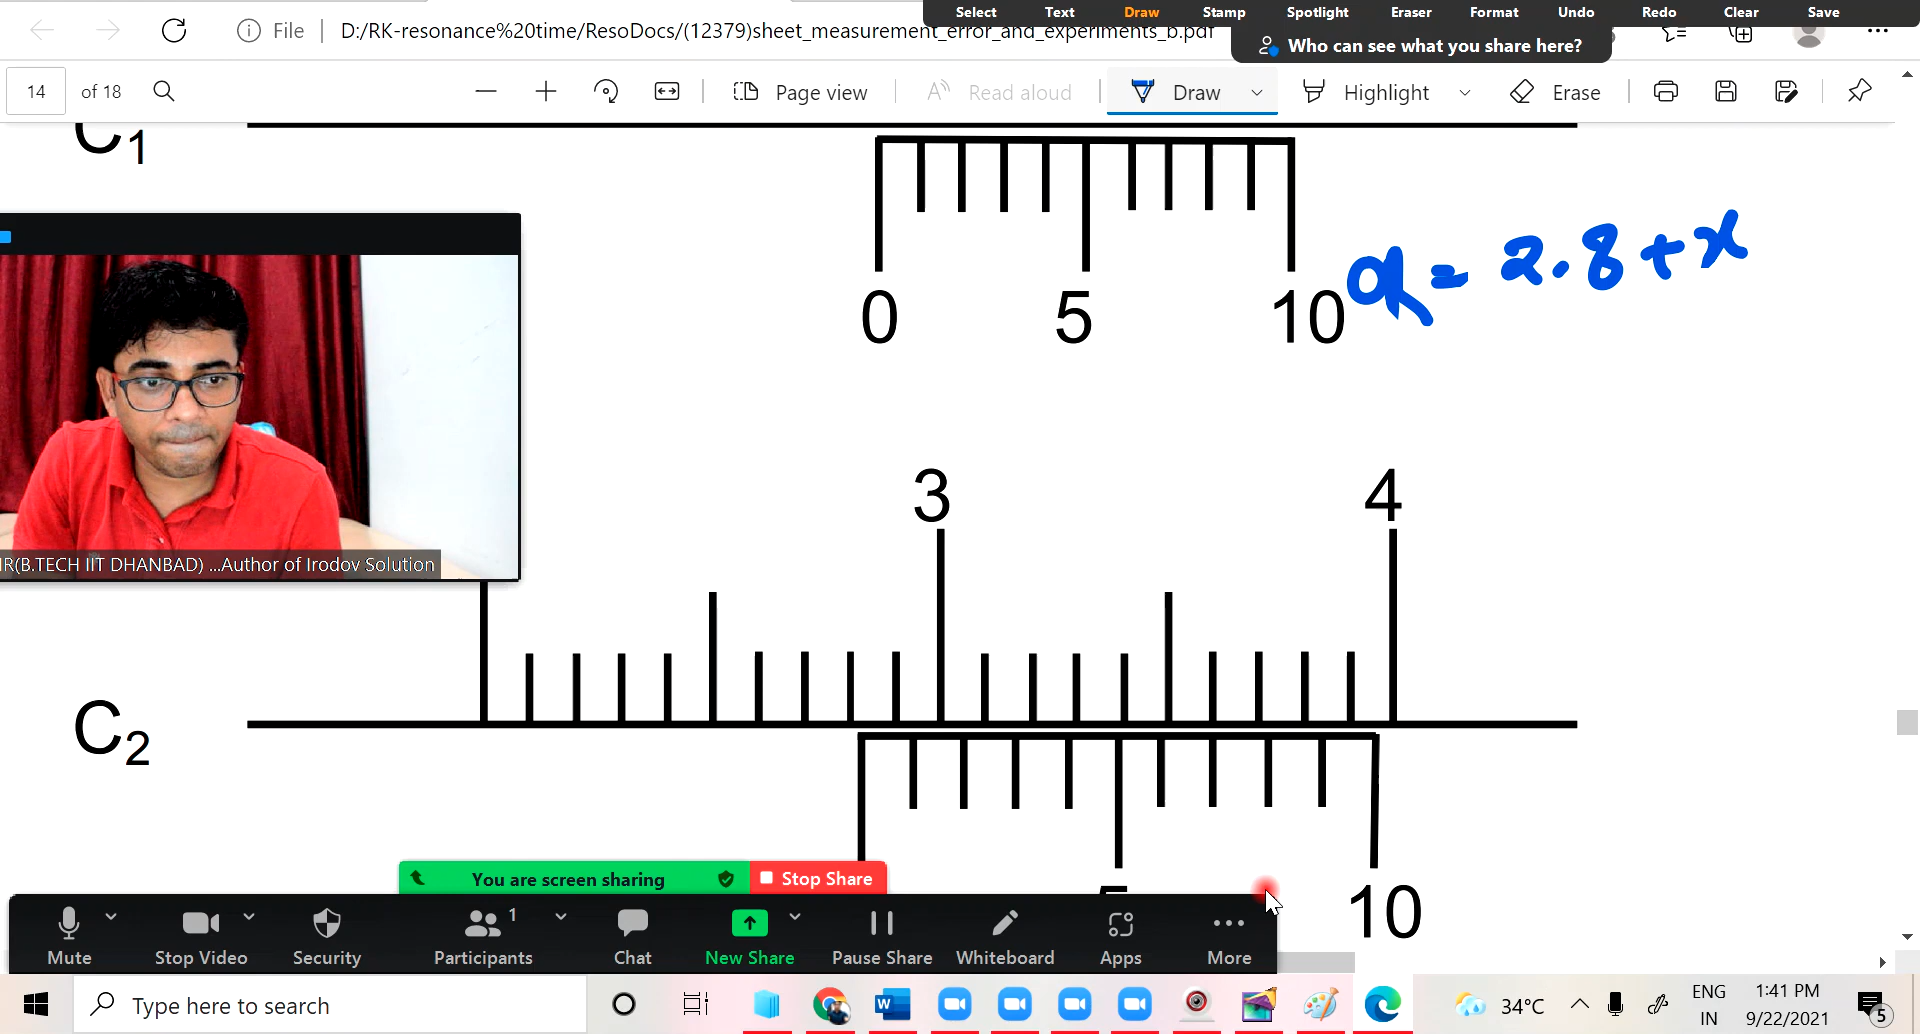 Select Text Draw Stamp Spotlight Eraser Format Undo Redo Clear Save
File D:/RK-resonance%20time/ResoDocs/(12379)sheet_measurement_error_and_experiments_b.pdf
Who can see what you share here?
14 of 18 Page view Read aloud Draw Highlight Erase
C1
0 5 10
α = 2.8 + x
3 4
IR(B.TECH IIT DHANBAD) ...Author of Irodov Solution
C2
10
You are screen sharing Stop Share
1
Mute Stop Video Security Participants Chat New Share Pause Share Whiteboard Apps More
Type here to search
34°C
ENG
IN
1:41 PM
9/22/2021
5